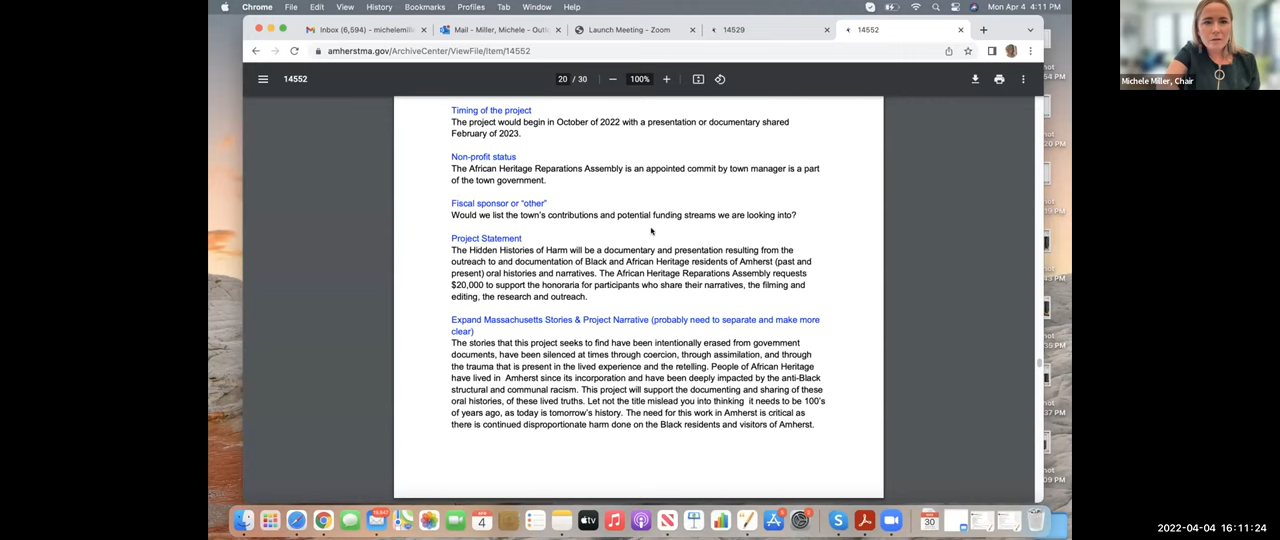 Chrome File Edit View History Bookmarks Profiles Tab Window Help Mon Apr 4 4:11 PM
Inbox (6,594) - michelemiller Mail - Miller, Michele - Outl Launch Meeting - Zoom 14529 14552
amherstma.gov/ArchiveCenter/ViewFile/Item/14552
14552 20 / 30 100%
Timing of the project
The project would begin in October of 2022 with a presentation or documentary shared
February of 2023.
Non-profit status
The African Heritage Reparations Assembly is an appointed commit by town manager is a part
of the town government.
Fiscal sponsor or "other"
Would we list the town's contributions and potential funding streams we are looking into?
Project Statement
The Hidden Histories of Harm will be a documentary and presentation resulting from the
outreach to and documentation of Black and African Heritage residents of Amherst (past and
present) oral histories and narratives. The African Heritage Reparations Assembly requests
$20,000 to support the honoraria for participants who share their narratives, the filming and
editing, the research and outreach.
Expand Massachusetts Stories & Project Narrative (probably need to separate and make more
clear)
The stories that this project seeks to find have been intentionally erased from government
documents, have been silenced at times through coercion, through assimilation, and through
the trauma that is present in the lived experience and the retelling. People of African Heritage
have lived in Amherst since its incorporation and have been deeply impacted by the anti-Black
structural and communal racism. This project will support the documenting and sharing of these
oral histories, of these lived truths. Let not the title mislead you into thinking it needs to be 100's
of years ago, as today is tomorrow's history. The need for this work in Amherst is critical as
there is continued disproportionate harm done on the Black residents and visitors of Amherst.
Michele Miller, Chair
2022-04-04 16:11:24